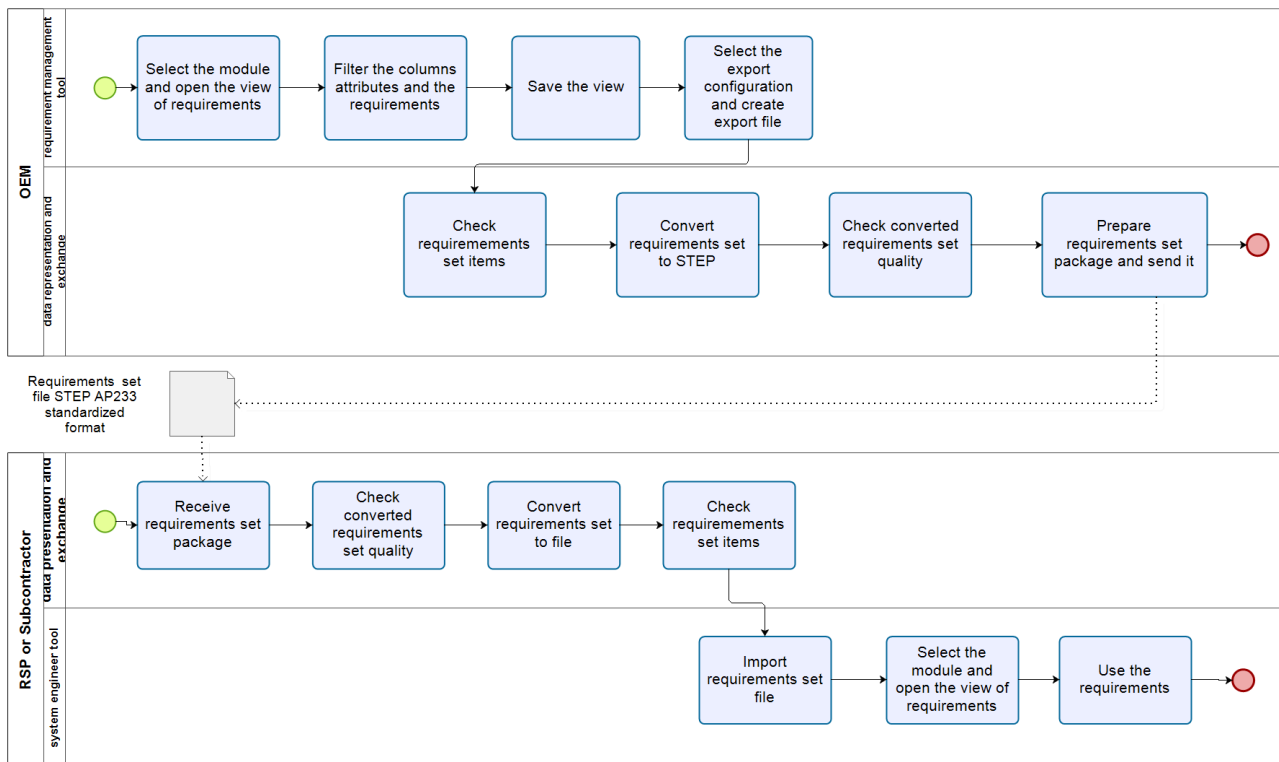 OEM
requirement management
tool
Select the module
and open the view
of requirements
Filter the columns
attributes and the
requirements
Save the view
Select the
export
configuration
and create
export file
data representation and
exchange
Check
requiremements
set items
Convert
requirements set
to STEP
Check converted
requirements set
quality
Prepare
requirements set
package and send it
Requirements set
file STEP AP233
standardized
format
RSP or Subcontractor
data presentation and
exchange
Receive
requirements set
package
Check
converted
requirements
set quality
Convert
requirements set
to file
Check
requiremements
set items
system engineer tool
Import
requirements set
file
Select the
module and
open the view of
requirements
Use the
requirements